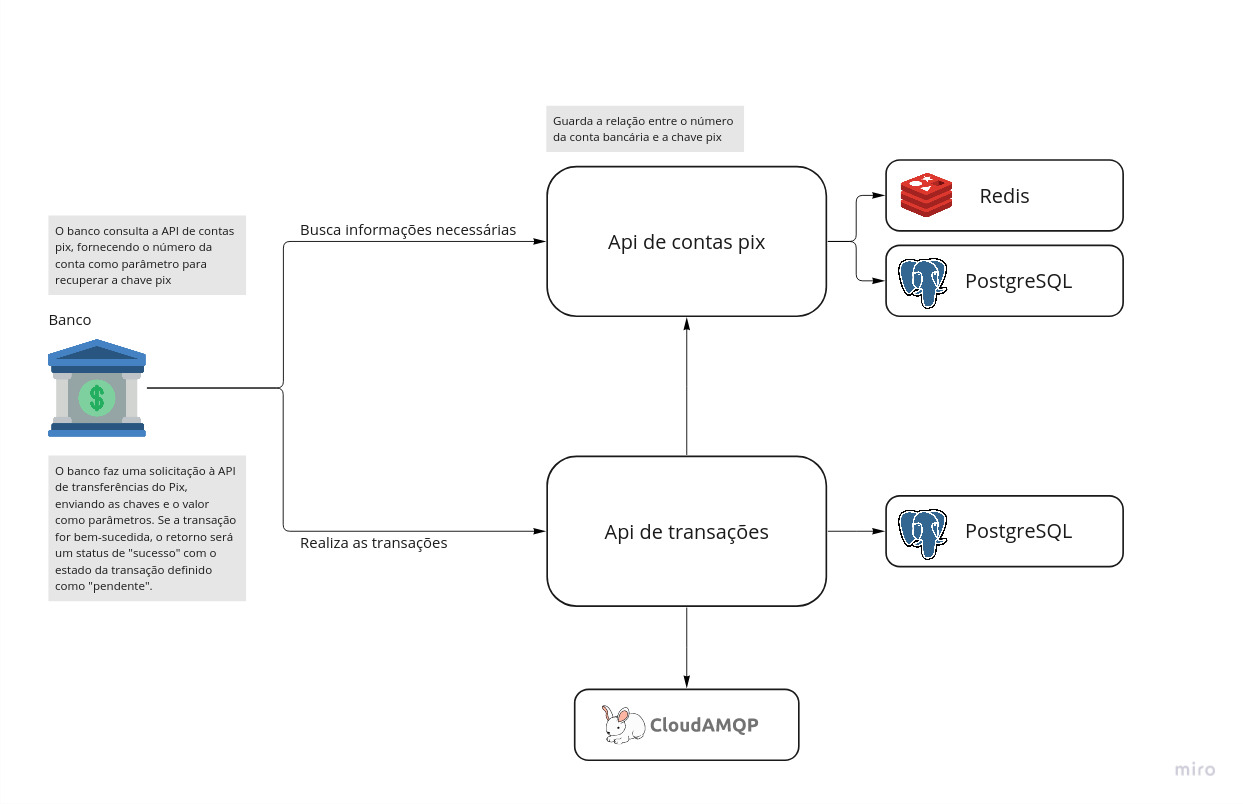 Guarda a relação entre o número
da conta bancária e a chave pix
Redis
O banco consulta a API de contas
pix, fornecendo o número da
conta como parâmetro para
recuperar a chave pix
Busca informações necessárias
Api de contas pix
PostgreSQL
Banco
$
O banco faz uma solicitação à API
de transferências do Pix,
enviando as chaves e o valor
como parâmetros. Se a transação
for bem-sucedida, o retorno será
um status de "sucesso" com o
estado da transação definido
como "pendente".
Realiza as transações
Api de transações
PostgreSQL
CloudAMQP
miro